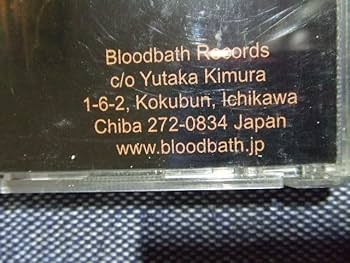 Bloodbath Records
c/o Yutaka Kimura
1-6-2, Kokubun, Ichikawa
Chiba 272-0834 Japan
www.bloodbath.jp